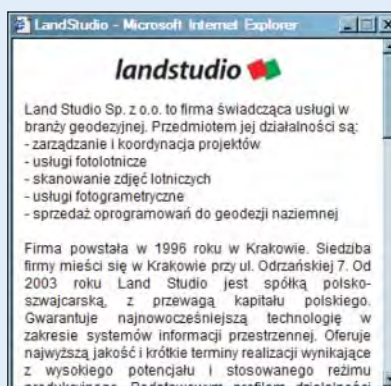 LandStudio - Microsoft Internet Explorer
landstudio
Land Studio Sp. z o.o. to firma świadcząca usługi w
branży geodezyjnej. Przedmiotem jej działalności są:
- zarządzanie i koordynacja projektów
- usługi fotolotnicze
- skanowanie zdjęć lotniczych
- usługi fotogrametryczne
- sprzedaż oprogramowań do geodezji naziemnej
Firma powstała w 1996 roku w Krakowie. Siedziba
firmy mieści się w Krakowie przy ul. Odrzańskiej 7. Od
2003 roku Land Studio jest spółką polsko-
szwajcarską, z przewagą kapitału polskiego.
Gwarantuje najnowocześniejszą technologię w
zakresie systemów informacji przestrzennej. Oferuje
najwyższą jakość i krótkie terminy realizacji wynikające
z wysokiego potencjału i stosowanego reżimu
produkcyjnego. Podstawowym profilem działalności